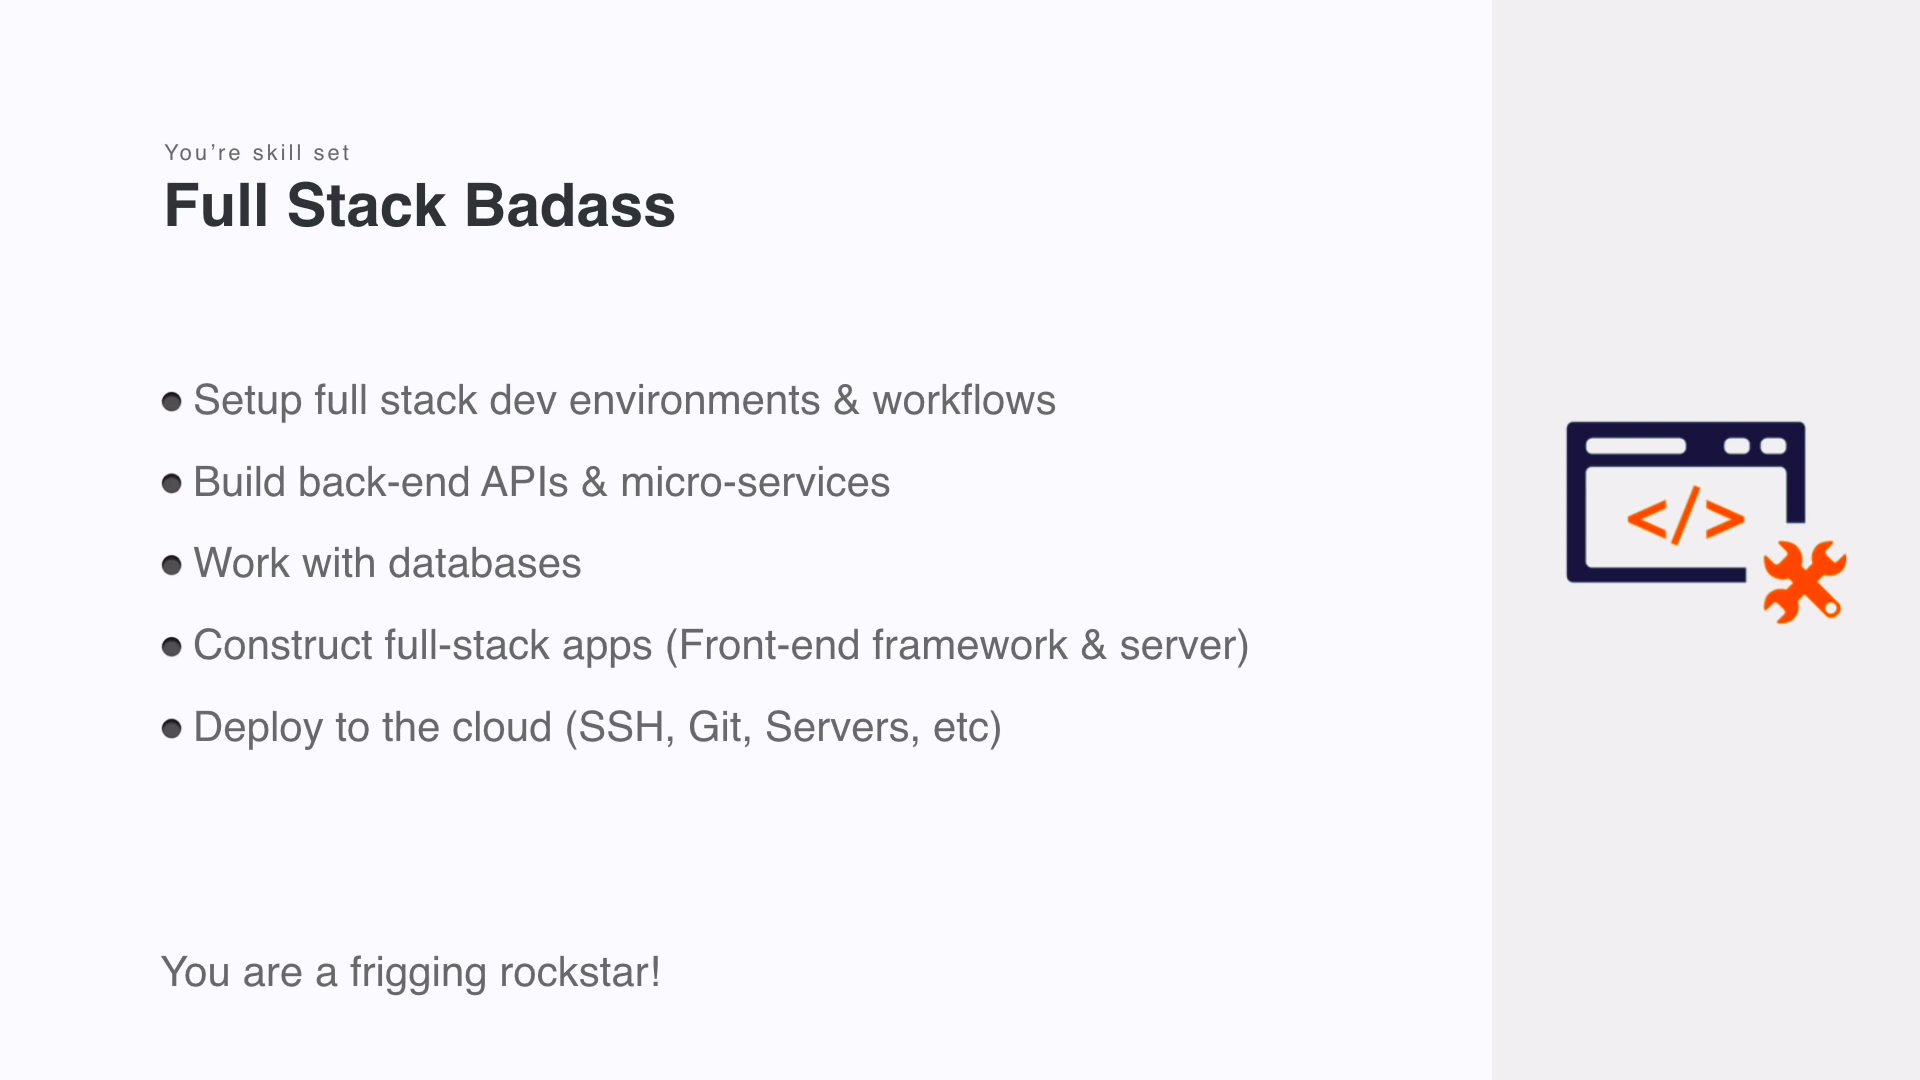 You’re skill set
Full Stack Badass
● Setup full stack dev environments & workflows
● Build back-end APIs & micro-services
● Work with databases
● Construct full-stack apps (Front-end framework & server)
● Deploy to the cloud (SSH, Git, Servers, etc)
</>
You are a frigging rockstar!